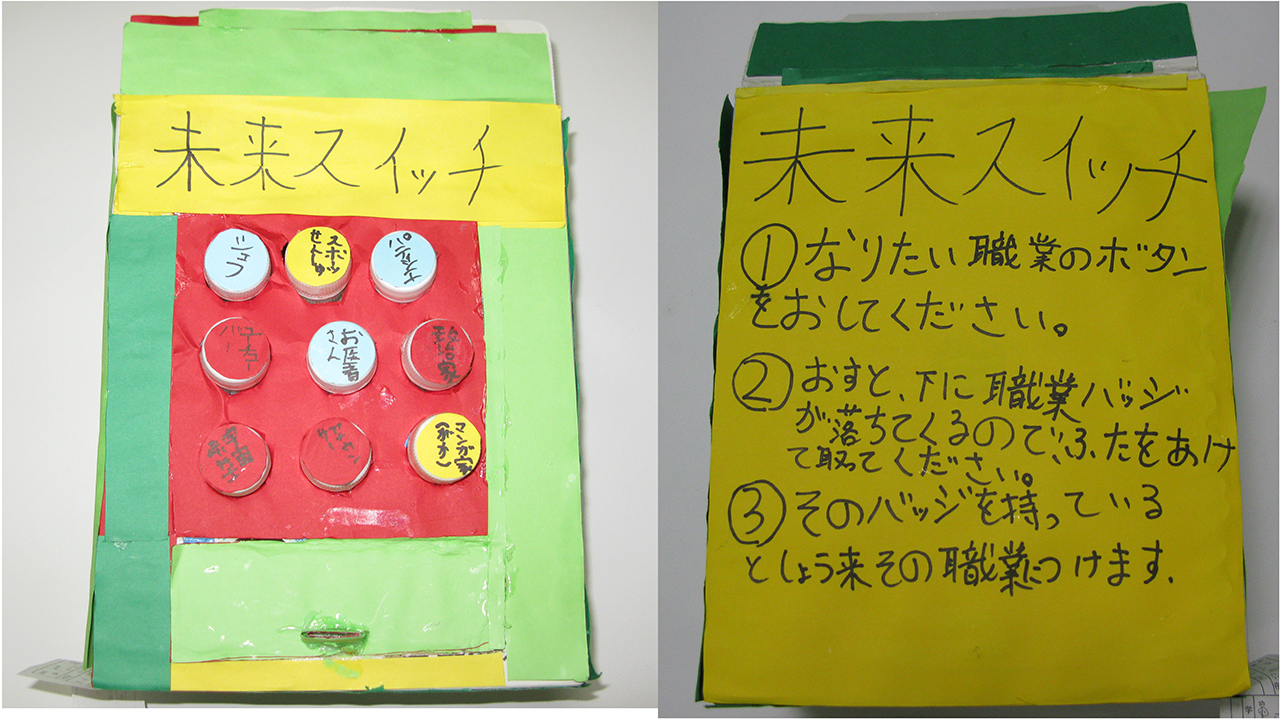 未来スイッチ
シェフ
スポーツ
せんしゅ
お医者
さん
政治家
マンガ家
未来スイッチ
①なりたい職業のボタン
をおしてください。
②おすと、下に職業バッジ
が落ちてくるのでふたをあけ
て取ってください。
③そのバッジを持っている
としょう来その職業につけます.